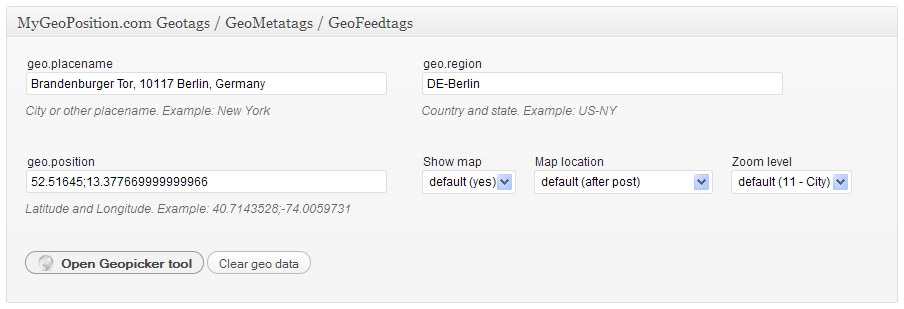 MyGeoPosition.com Geotags / GeoMetatags / GeoFeedtags
geo.placename
geo.region
Brandenburger Tor, 10117 Berlin, Germany
DE-Berlin
City or other placename. Example: New York
Country and state. Example: US-NY
geo.position
Show map
Map location
Zoom level
52.51645;13.377669999999966
default (yes)
default (after post)
default (11 - City)
Latitude and Longitude. Example: 40.7143528;-74.0059731
Open Geopicker tool
Clear geo data